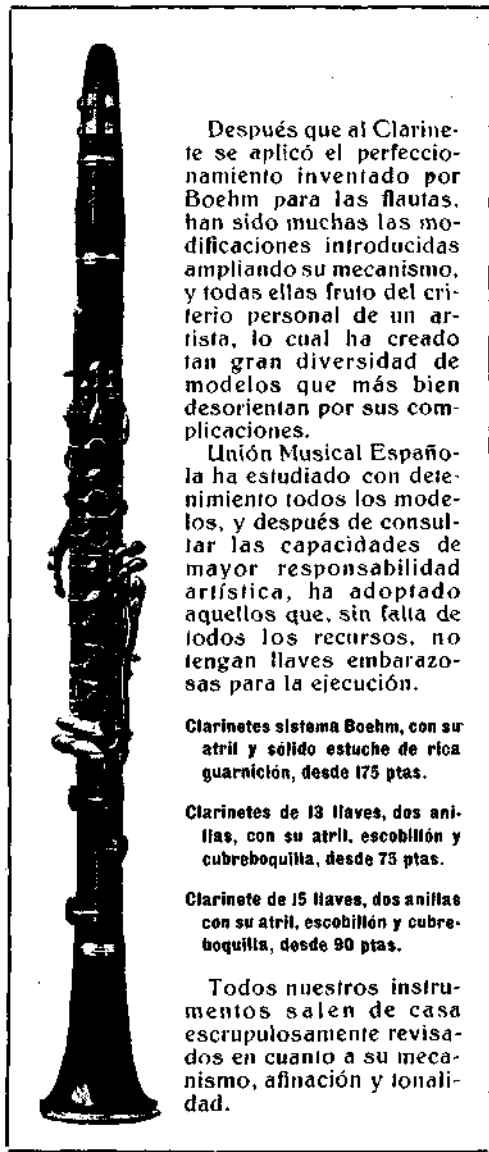 Después que al Clarine-
te se aplicó el perfeccio-
namiento inventado por
Boehm para las flautas,
han sido muchas las mo-
dificaciones introducidas
ampliando su mecanismo,
y todas ellas fruto del cri-
terio personal de un ar-
tista, lo cual ha creado
tan gran diversidad de
modelos que más bien
desorientan por sus com-
plicaciones.
Unión Musical Españo-
la ha estudiado con dete-
nimiento todos los mode-
los, y después de consul-
tar las capacidades de
mayor responsabilidad
artística, ha adoptado
aquellos que, sin falta de
todos los recursos, no
tengan llaves embarazo-
sas para la ejecución.
Clarinetes sistema Boehm, con su
atril y sólido estuche de rica
guarnición, desde 175 ptas.
Clarinetes de 13 llaves, dos ani-
llas, con su atril, escobillón y
cubreboquilla, desde 75 ptas.
Clarinete de 15 llaves, dos anillas
con su atril, escobillón y cubre-
boquilla, desde 90 ptas.
Todos nuestros instru-
mentos salen de casa
escrupulosamente revisa-
dos en cuanto a su meca-
nismo, afinación y tonali-
dad.